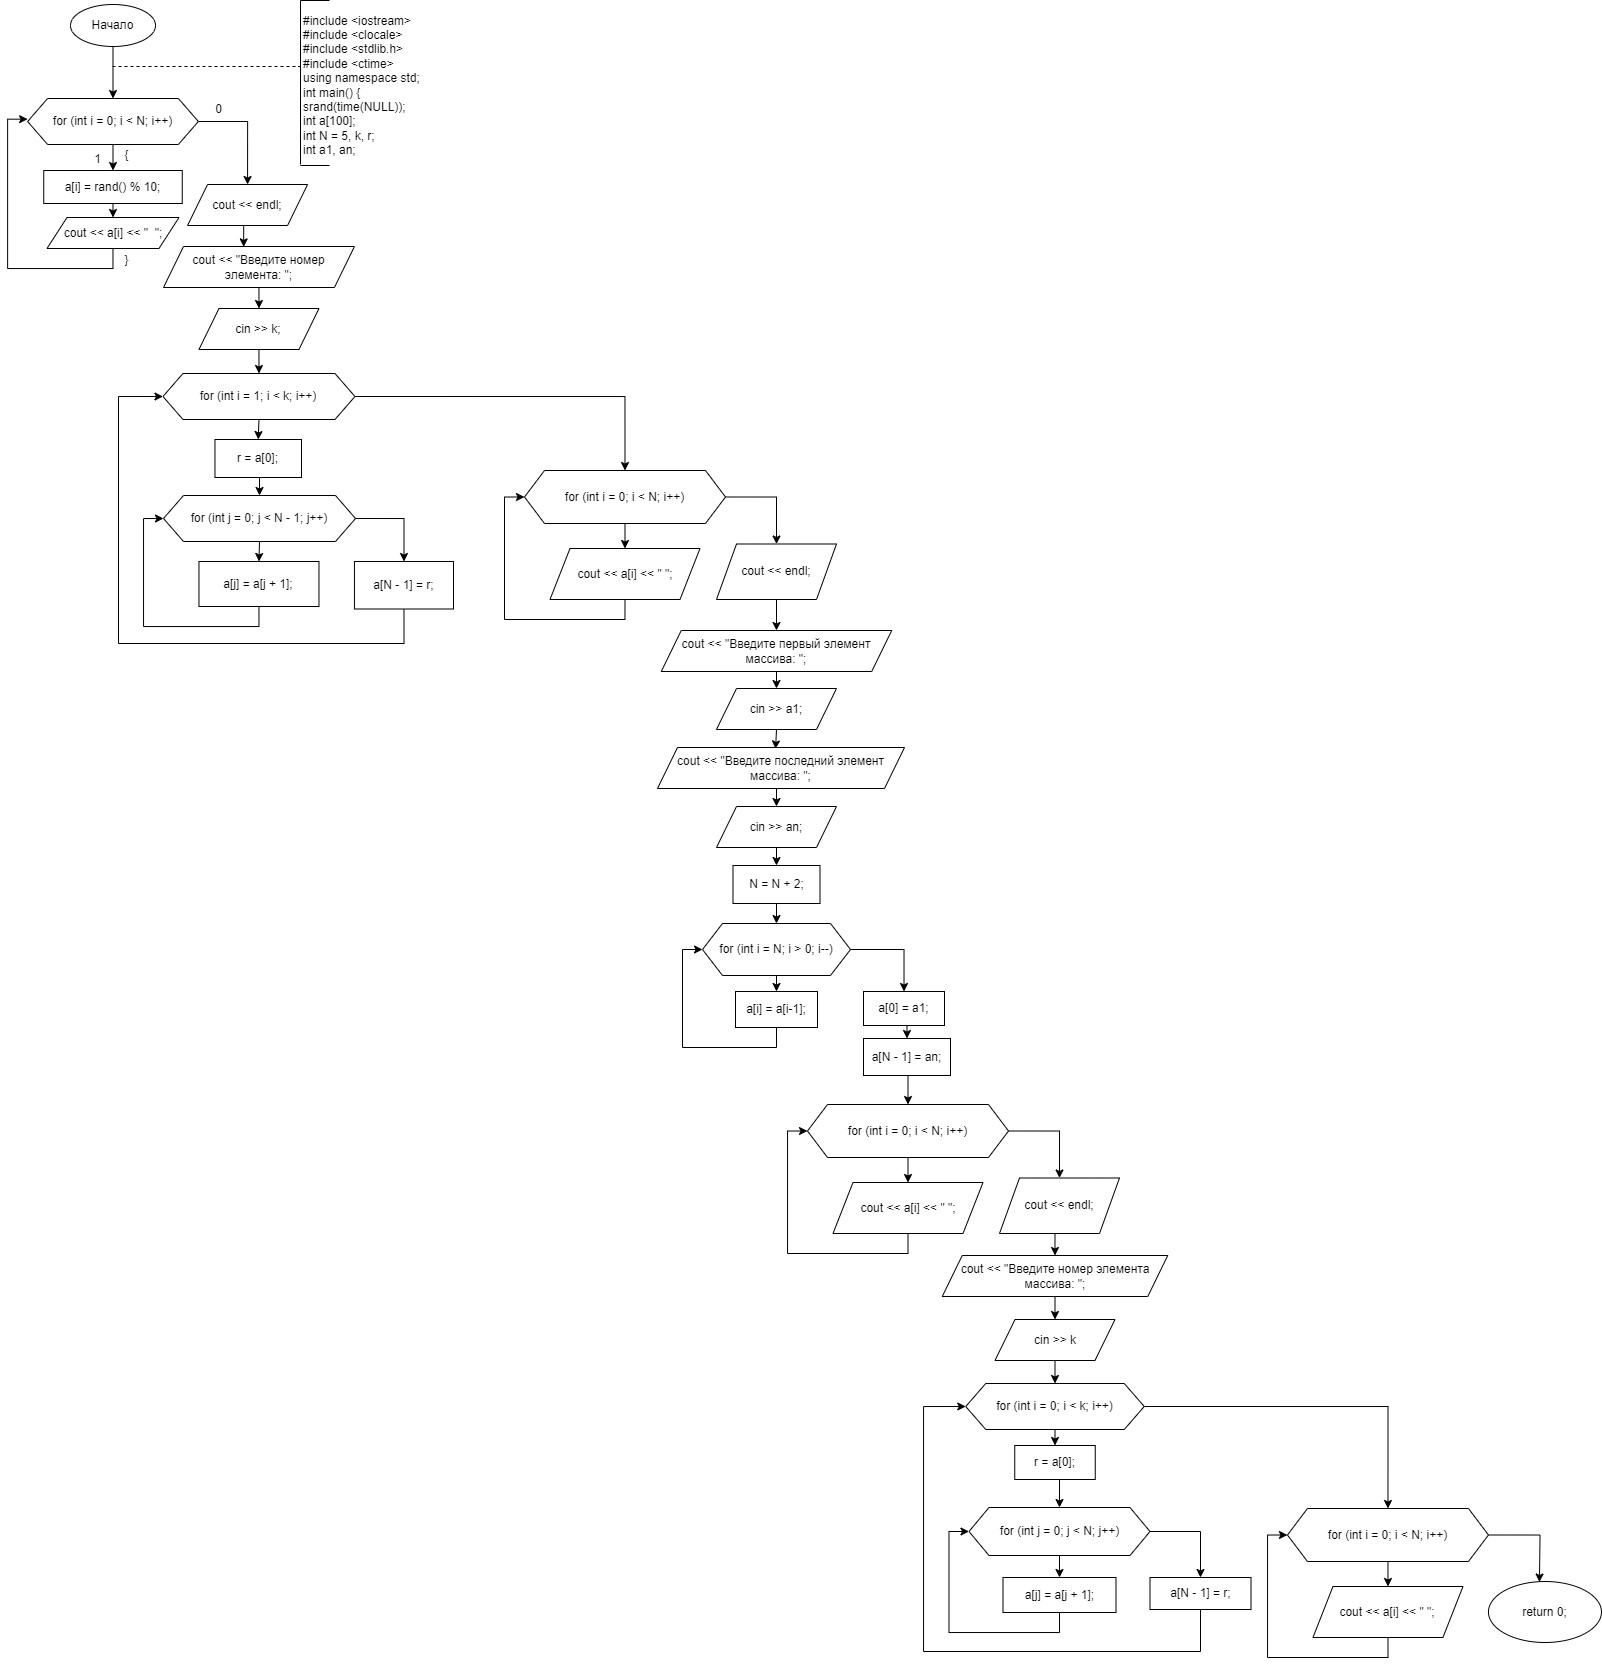 Начало
#include <iostream>
#include <clocale>
#include <stdlib.h>
#include <ctime>
using namespace std;
int main() {
srand(time(NULL));
int a[100];
int N = 5, k, r;
int a1, an;
for (int i = 0; i < N; i++)
0
1
{
a[i] = rand() % 10;
cout << a[i] << "  ";
}
cout << endl;
cout << "Введите номер
элемента: ";
cin >> k;
for (int i = 1; i < k; i++)
r = a[0];
for (int j = 0; j < N - 1; j++)
a[j] = a[j + 1];
a[N - 1] = r;
for (int i = 0; i < N; i++)
cout << a[i] << " ";
cout << endl;
cout << "Введите первый элемент
массива: ";
cin >> a1;
cout << "Введите последний элемент
массива: ";
cin >> an;
N = N + 2;
for (int i = N; i > 0; i--)
a[i] = a[i-1];
a[0] = a1;
a[N - 1] = an;
for (int i = 0; i < N; i++)
cout << a[i] << " ";
cout << endl;
cout << "Введите номер элемента
массива: ";
cin >> k
for (int i = 0; i < k; i++)
r = a[0];
for (int j = 0; j < N; j++)
a[j] = a[j + 1];
a[N - 1] = r;
for (int i = 0; i < N; i++)
cout << a[i] << " ";
return 0;